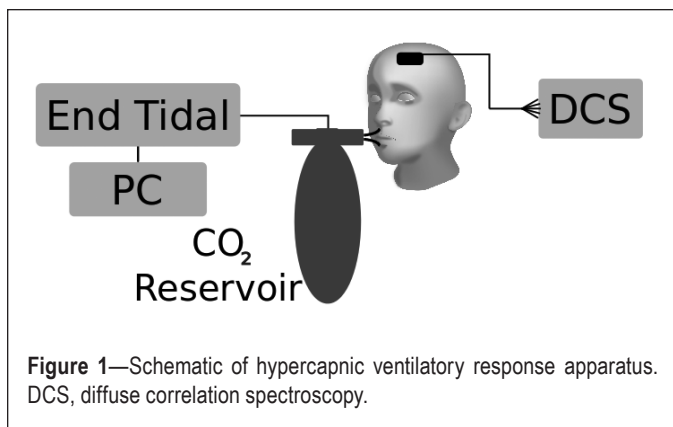 End Tidal
DCS
PC
CO₂
Reservoir
Figure 1—Schematic of hypercapnic ventilatory response apparatus.
DCS, diffuse correlation spectroscopy.